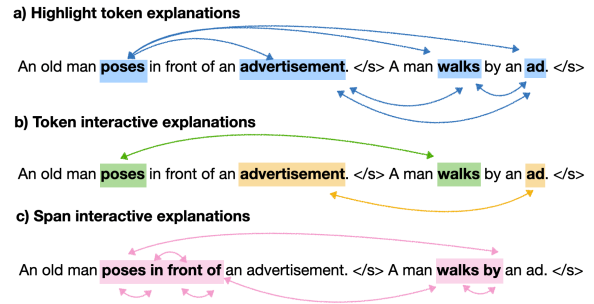 a) Highlight token explanations
An old man poses in front of an advertisement. </s> A man walks by an ad. </s>
b) Token interactive explanations
An old man poses in front of an advertisement. </s> A man walks by an ad. </s>
c) Span interactive explanations
An old man poses in front of an advertisement. </s> A man walks by an ad. </s>